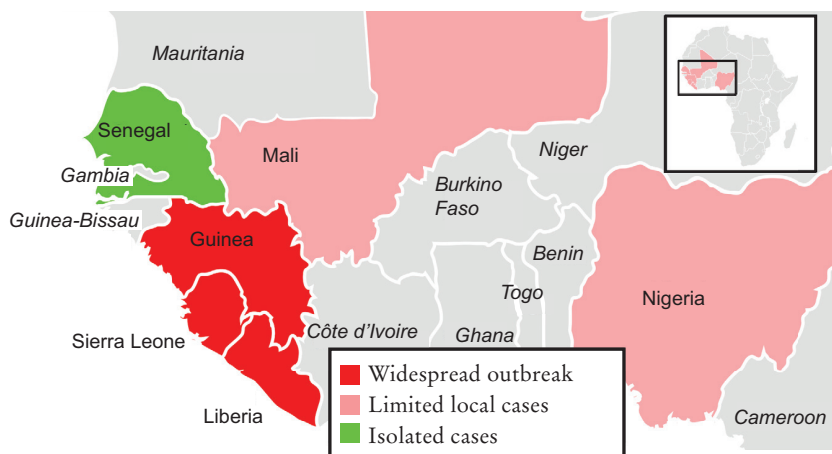 Mauritania
Senegal
Mali
Niger
Gambia
Burkino
Faso
Guinea-Bissau
Guinea
Benin
Togo
Nigeria
Sierra Leone
Côte d'Ivoire
Ghana
Liberia
Cameroon
Widespread outbreak
Limited local cases
Isolated cases